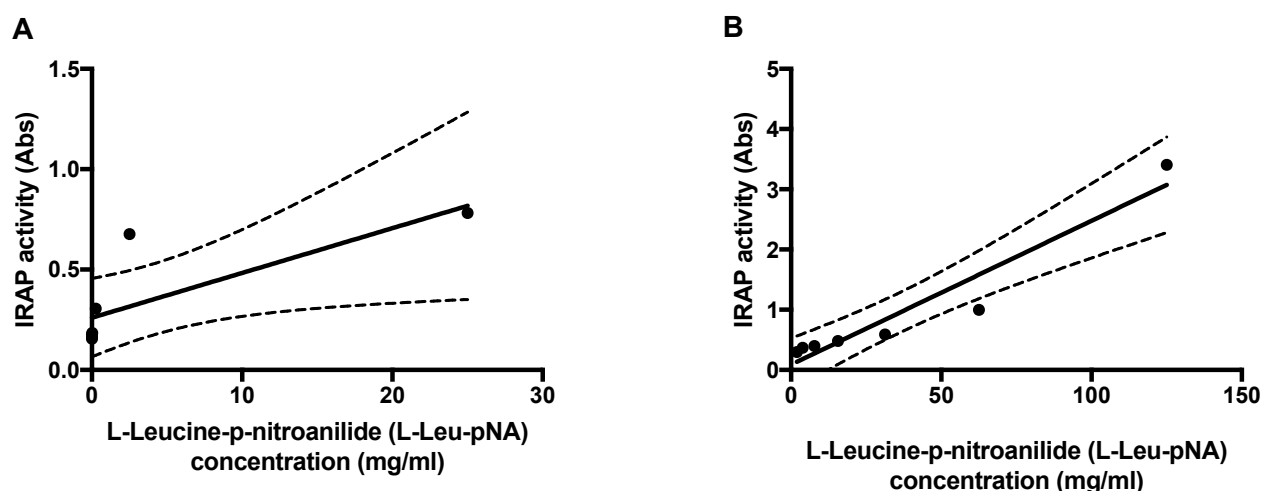 A
IRAP activity (Abs)
1.5
1.0
0.5
0.0
0
10
20
30
L-Leucine-p-nitroanilide (L-Leu-pNA)
concentration (mg/ml)
B
IRAP activity (Abs)
5
4
3
2
1
0
0
50
100
150
L-Leucine-p-nitroanilide (L-Leu-pNA)
concentration (mg/ml)